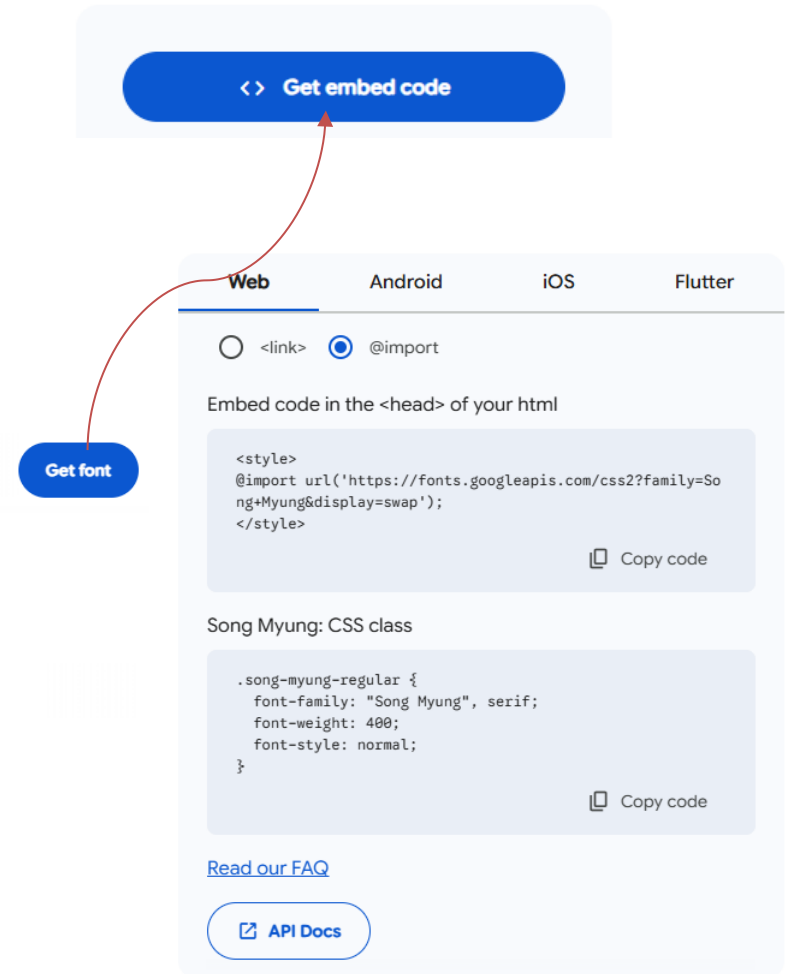 <> Get embed code
Web Android iOS Flutter
<link> @import
Embed code in the <head> of your html
Get font
<style>
@import url('https://fonts.googleapis.com/css2?family=So
ng+Myung&display=swap');
</style>
Copy code
Song Myung: CSS class
.song-myung-regular {
  font-family: "Song Myung", serif;
  font-weight: 400;
  font-style: normal;
}
Copy code
Read our FAQ
API Docs